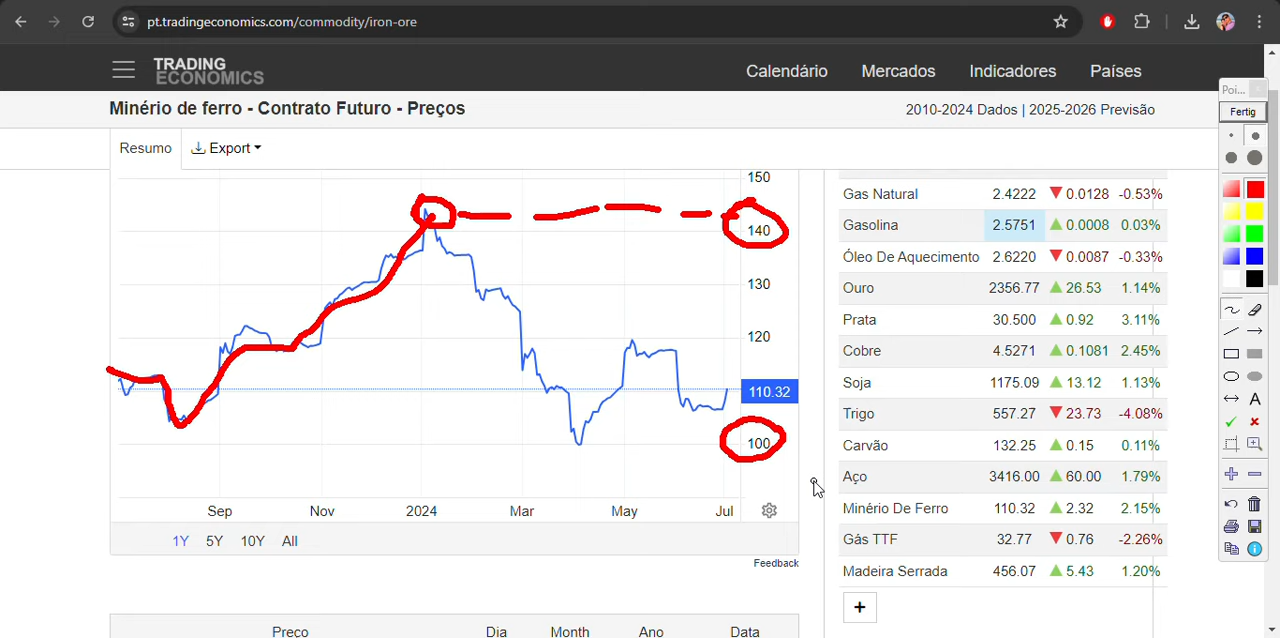 pt.tradingeconomics.com/commodity/iron-ore
TRADING
ECONOMICS
Calendário Mercados Indicadores Países
Minério de ferro - Contrato Futuro - Preços
2010-2024 Dados | 2025-2026 Previsão
Resumo Export
150
140
130
120
110.32
100
Sep Nov 2024 Mar May Jul
1Y 5Y 10Y All
Feedback
Preço Dia Month Ano Data
Gas Natural 2.4222 0.0128 -0.53%
Gasolina 2.5751 0.0008 0.03%
Óleo De Aquecimento 2.6220 0.0087 -0.33%
Ouro 2356.77 26.53 1.14%
Prata 30.500 0.92 3.11%
Cobre 4.5271 0.1081 2.45%
Soja 1175.09 13.12 1.13%
Trigo 557.27 23.73 -4.08%
Carvão 132.25 0.15 0.11%
Aço 3416.00 60.00 1.79%
Minério De Ferro 110.32 2.32 2.15%
Gás TTF 32.77 0.76 -2.26%
Madeira Serrada 456.07 5.43 1.20%
+
Poi...
Fertig
A